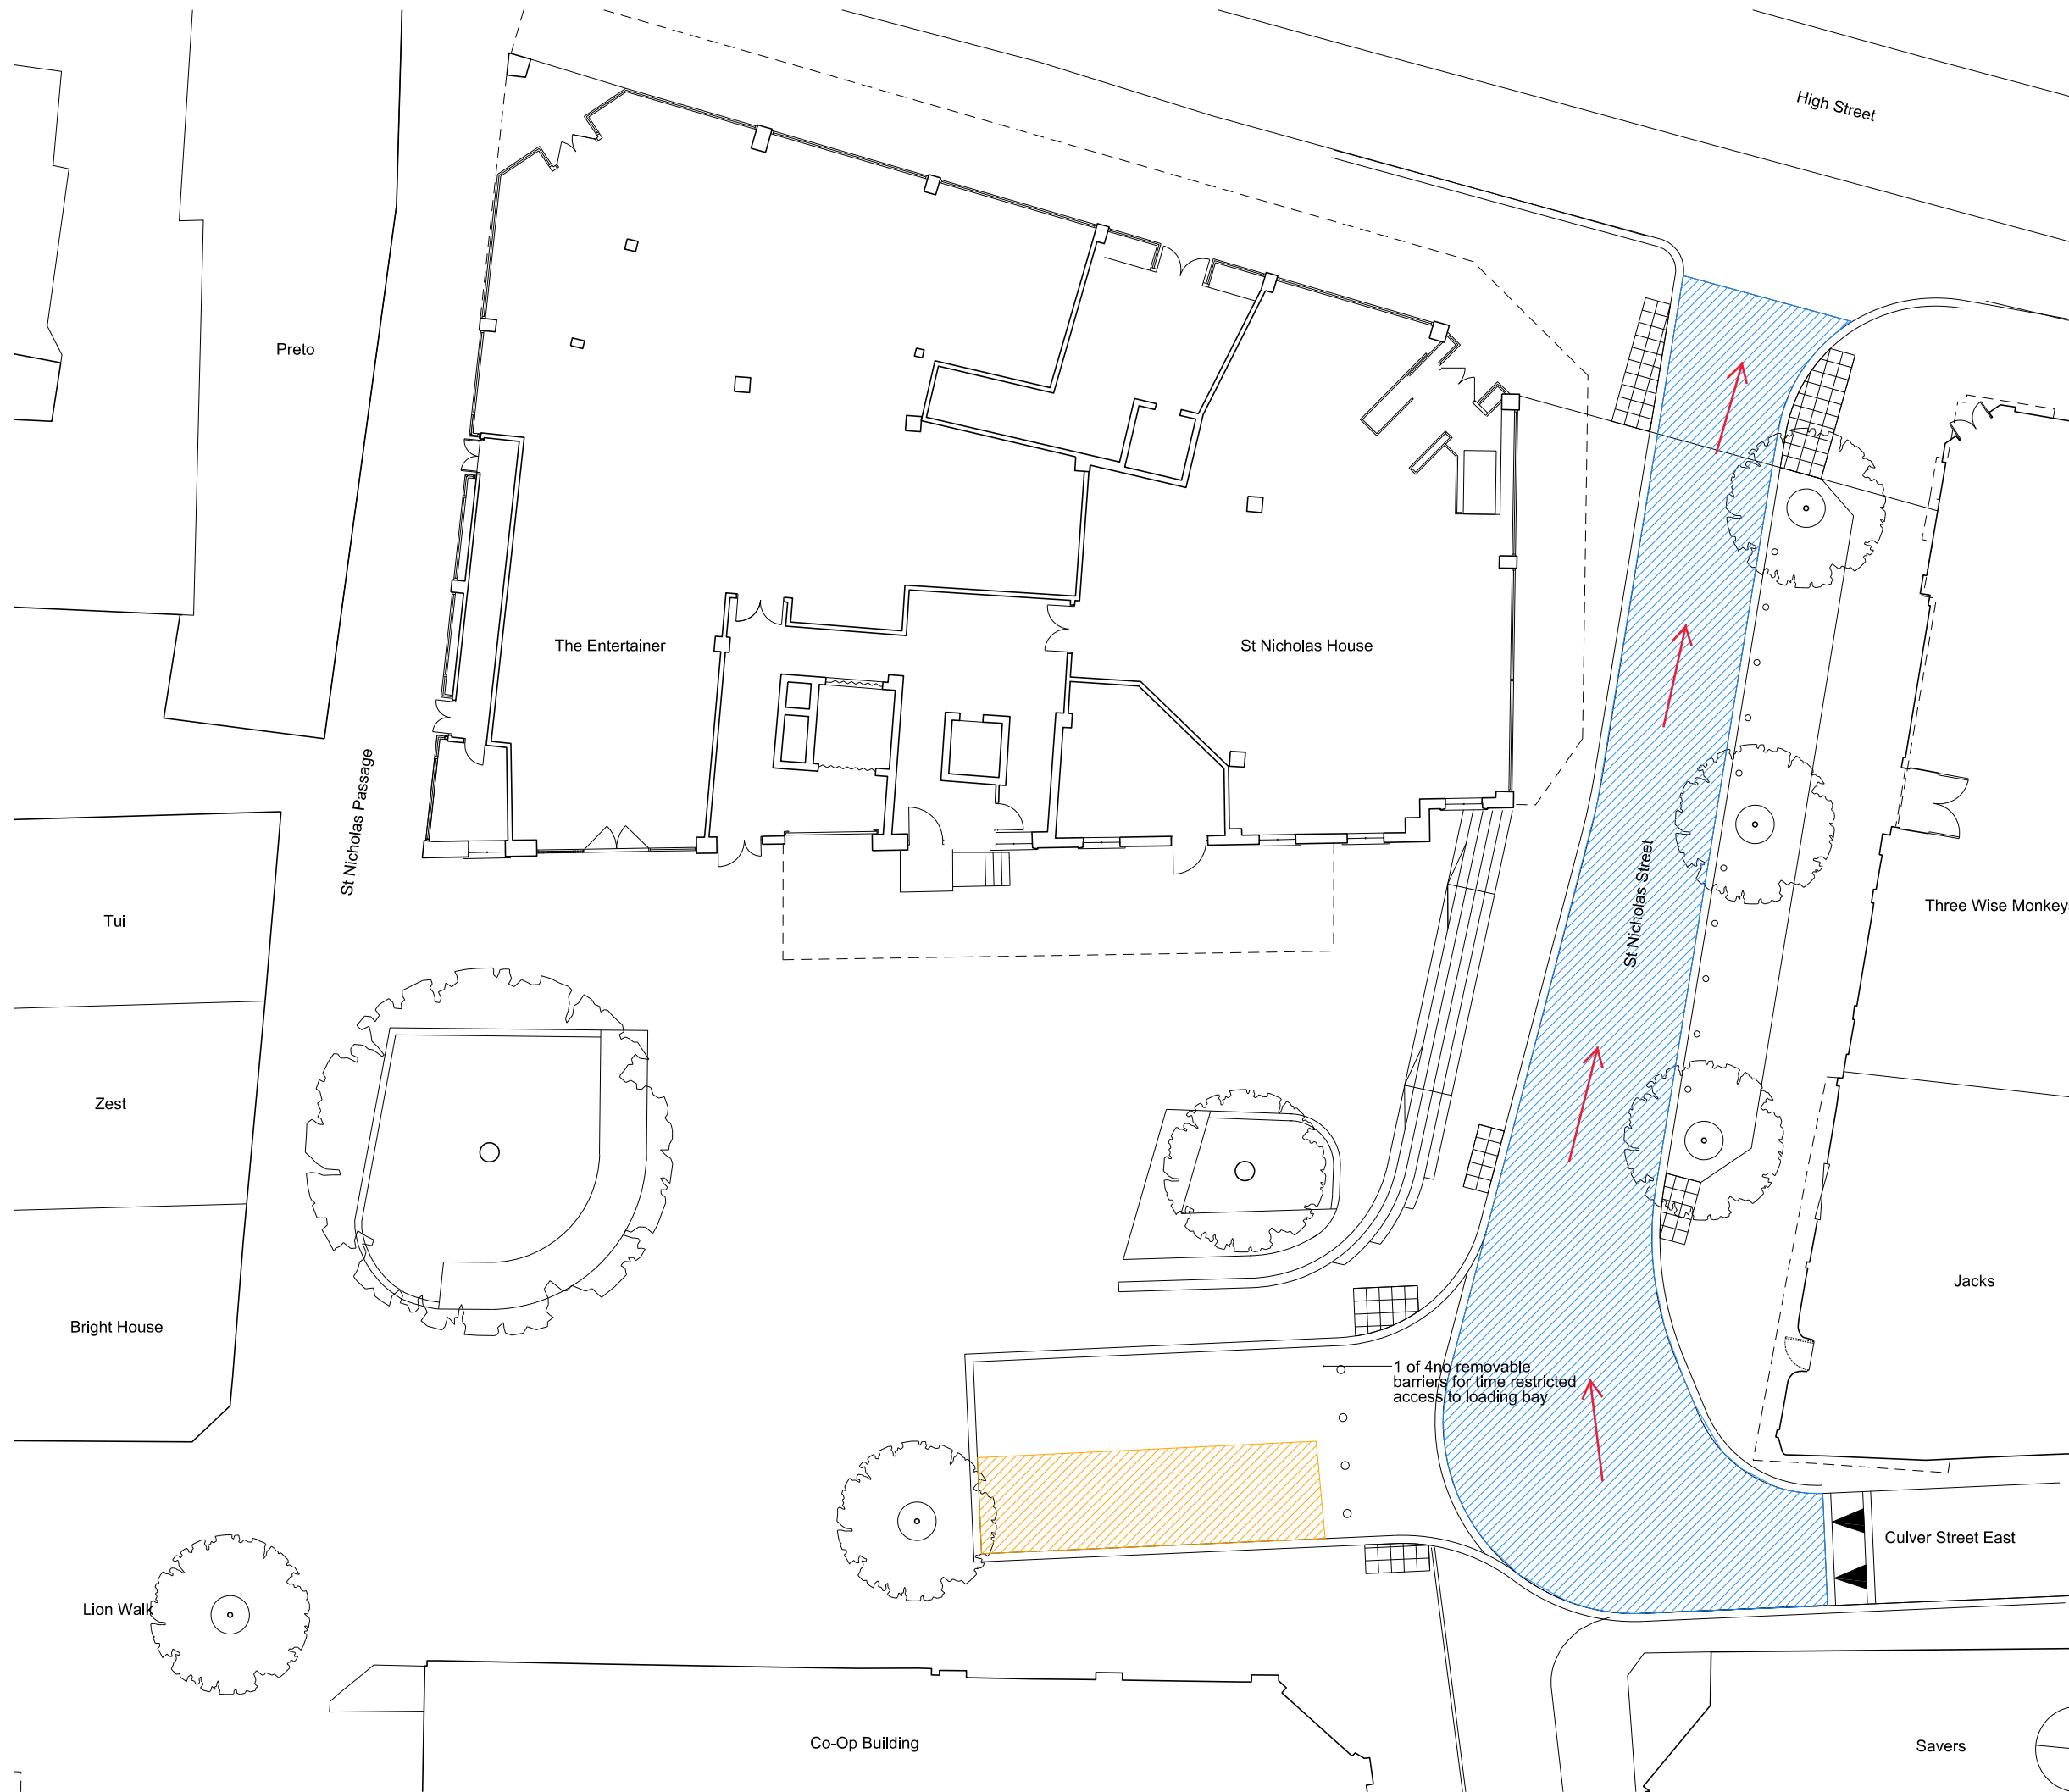 High Street
Preto
The Entertainer
St Nicholas House
St Nicholas Passage
St Nicholas Street
Tui
Three Wise Monkey
Zest
Jacks
Bright House
1 of 4no removable
barriers for time restricted
access to loading bay
Culver Street East
Lion Walk
Co-Op Building
Savers